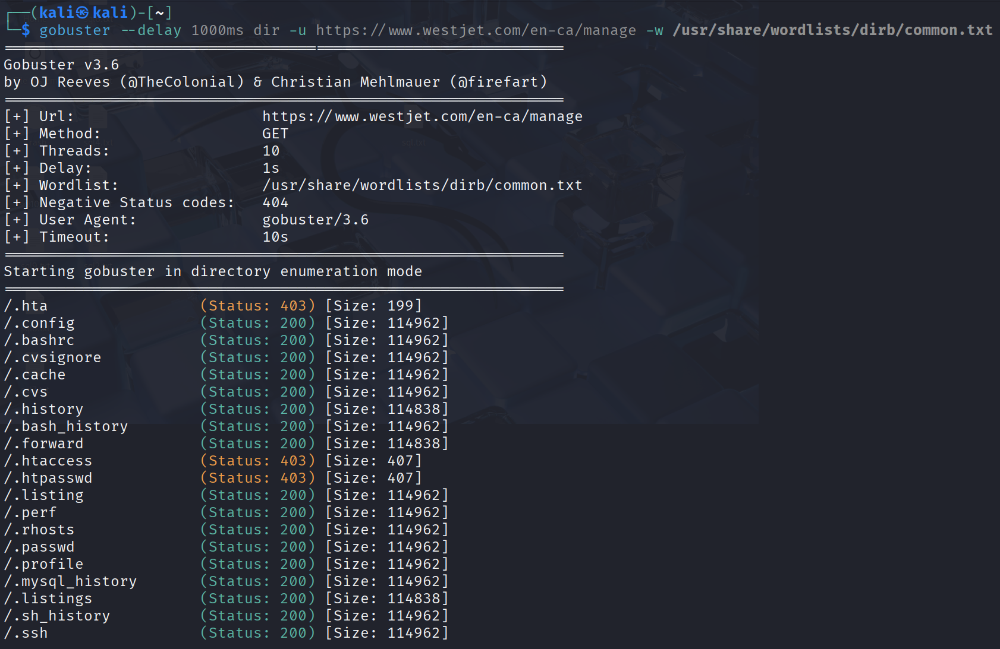 ┌──(kali㉿kali)-[~]
└─$ gobuster --delay 1000ms dir -u https://www.westjet.com/en-ca/manage -w /usr/share/wordlists/dirb/common.txt
===============================================================
Gobuster v3.6
by OJ Reeves (@TheColonial) & Christian Mehlmauer (@firefart)
===============================================================
[+] Url:                     https://www.westjet.com/en-ca/manage
[+] Method:                  GET
[+] Threads:                 10
[+] Delay:                   1s
[+] Wordlist:                /usr/share/wordlists/dirb/common.txt
[+] Negative Status codes:   404
[+] User Agent:              gobuster/3.6
[+] Timeout:                 10s
===============================================================
Starting gobuster in directory enumeration mode
===============================================================
/.hta                 (Status: 403) [Size: 199]
/.config              (Status: 200) [Size: 114962]
/.bashrc              (Status: 200) [Size: 114962]
/.cvsignore           (Status: 200) [Size: 114962]
/.cache               (Status: 200) [Size: 114962]
/.cvs                 (Status: 200) [Size: 114962]
/.history             (Status: 200) [Size: 114838]
/.bash_history        (Status: 200) [Size: 114962]
/.forward             (Status: 200) [Size: 114838]
/.htaccess            (Status: 403) [Size: 407]
/.htpasswd            (Status: 403) [Size: 407]
/.listing             (Status: 200) [Size: 114962]
/.perf                (Status: 200) [Size: 114962]
/.rhosts              (Status: 200) [Size: 114962]
/.passwd              (Status: 200) [Size: 114962]
/.profile             (Status: 200) [Size: 114962]
/.mysql_history       (Status: 200) [Size: 114962]
/.listings            (Status: 200) [Size: 114838]
/.sh_history          (Status: 200) [Size: 114962]
/.ssh                 (Status: 200) [Size: 114962]